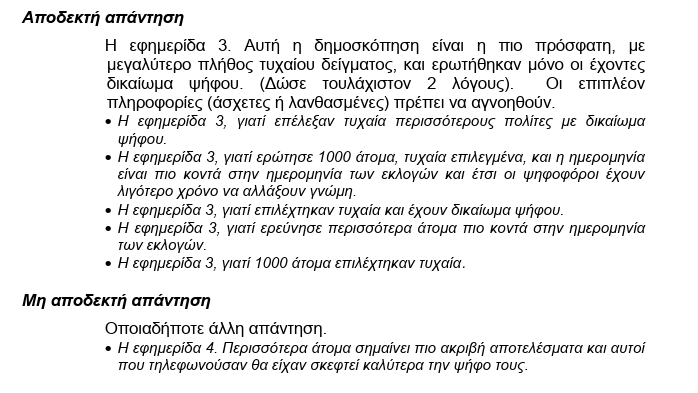 Αποδεκτή απάντηση
Η εφημερίδα 3. Αυτή η δημοσκόπηση είναι η πιο πρόσφατη, με
μεγαλύτερο πλήθος τυχαίου δείγματος, και ερωτήθηκαν μόνο οι έχοντες
δικαίωμα ψήφου. (Δώσε τουλάχιστον 2 λόγους). Οι επιπλέον
πληροφορίες (άσχετες ή λανθασμένες) πρέπει να αγνοηθούν.
• Η εφημερίδα 3, γιατί επέλεξαν τυχαία περισσότερους πολίτες με δικαίωμα
ψήφου.
• Η εφημερίδα 3, γιατί ερώτησε 1000 άτομα, τυχαία επιλεγμένα, και η ημερομηνία
είναι πιο κοντά στην ημερομηνία των εκλογών και έτσι οι ψηφοφόροι έχουν
λιγότερο χρόνο να αλλάξουν γνώμη.
• Η εφημερίδα 3, γιατί επιλέχτηκαν τυχαία και έχουν δικαίωμα ψήφου.
• Η εφημερίδα 3, γιατί ερεύνησε περισσότερα άτομα πιο κοντά στην ημερομηνία
των εκλογών.
• Η εφημερίδα 3, γιατί 1000 άτομα επιλέχτηκαν τυχαία.
Μη αποδεκτή απάντηση
Οποιαδήποτε άλλη απάντηση.
• Η εφημερίδα 4. Περισσότερα άτομα σημαίνει πιο ακριβή αποτελέσματα και αυτοί
που τηλεφωνούσαν θα είχαν σκεφτεί καλύτερα την ψήφο τους.